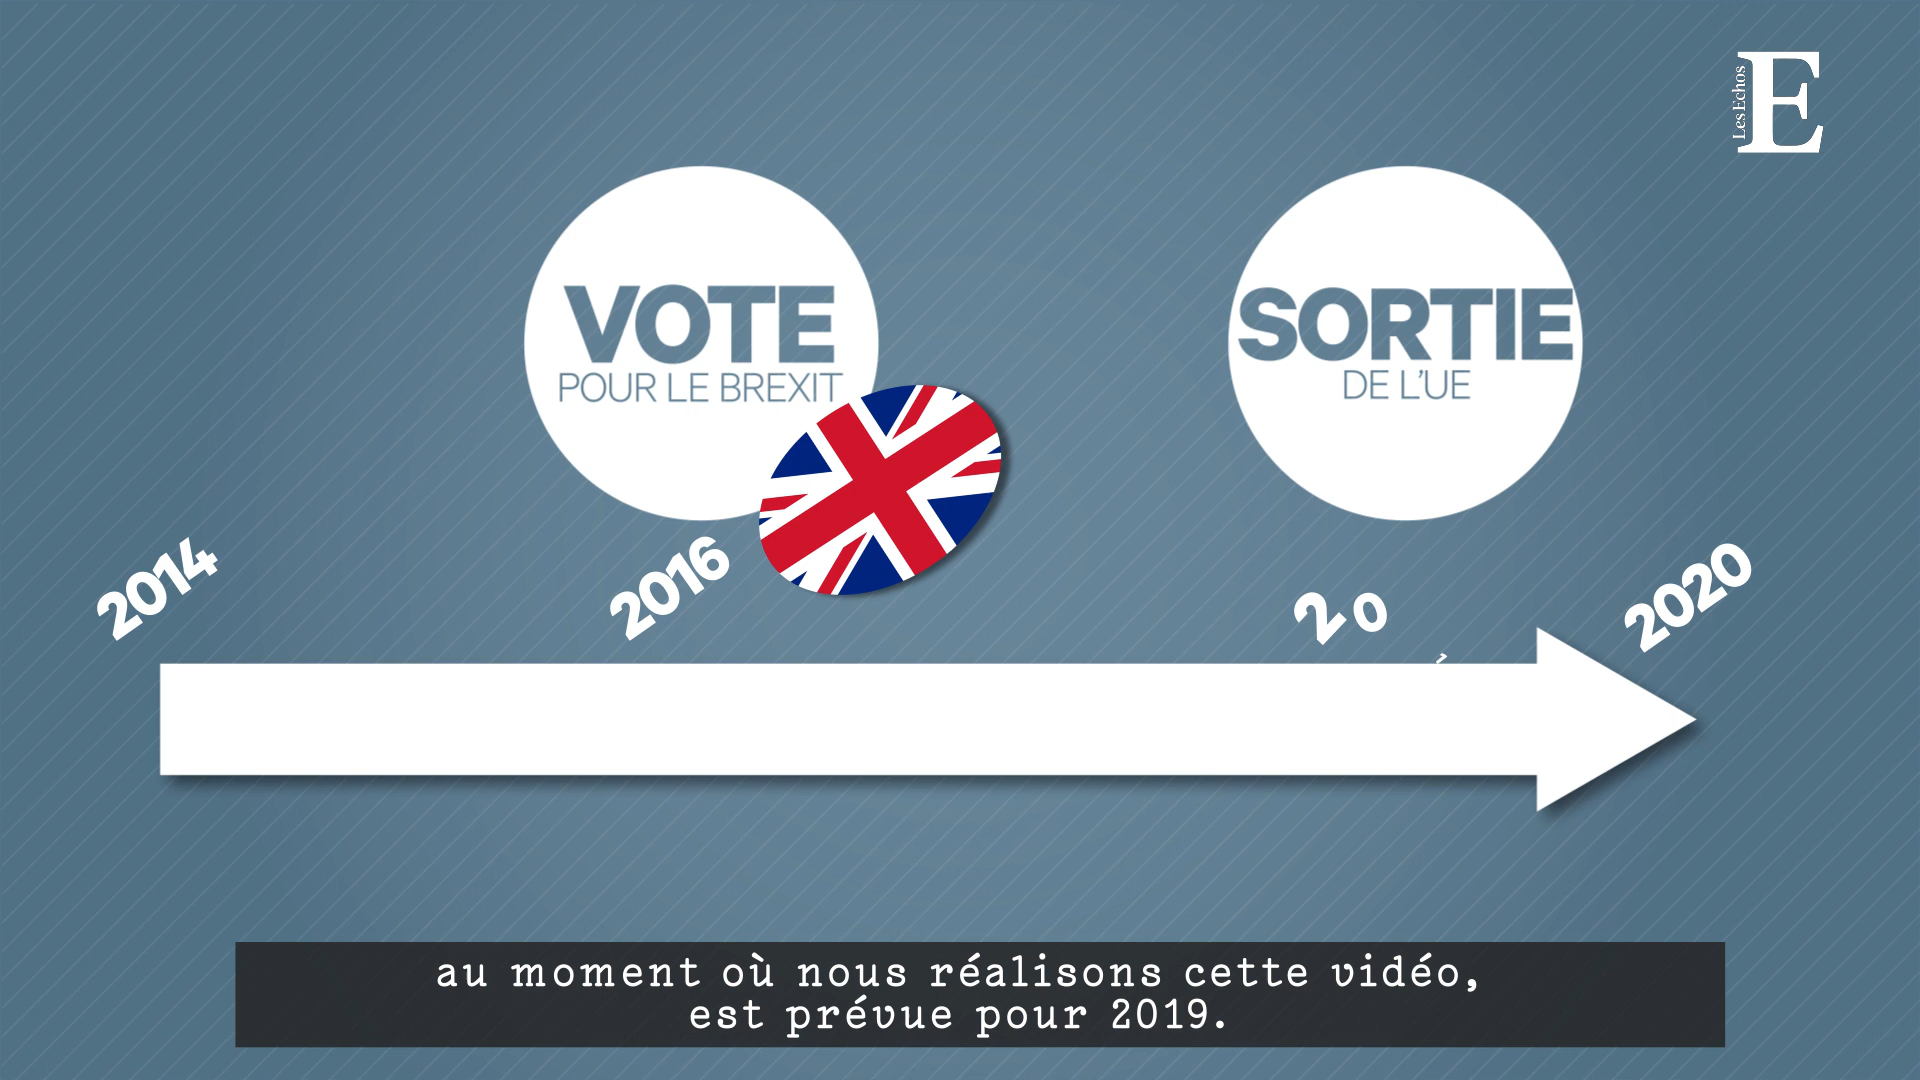 Les Echos
E
VOTE
POUR LE BREXIT
SORTIE
DE L'UE
2014
2016
20
2020
au moment où nous réalisons cette vidéo,
est prévue pour 2019.